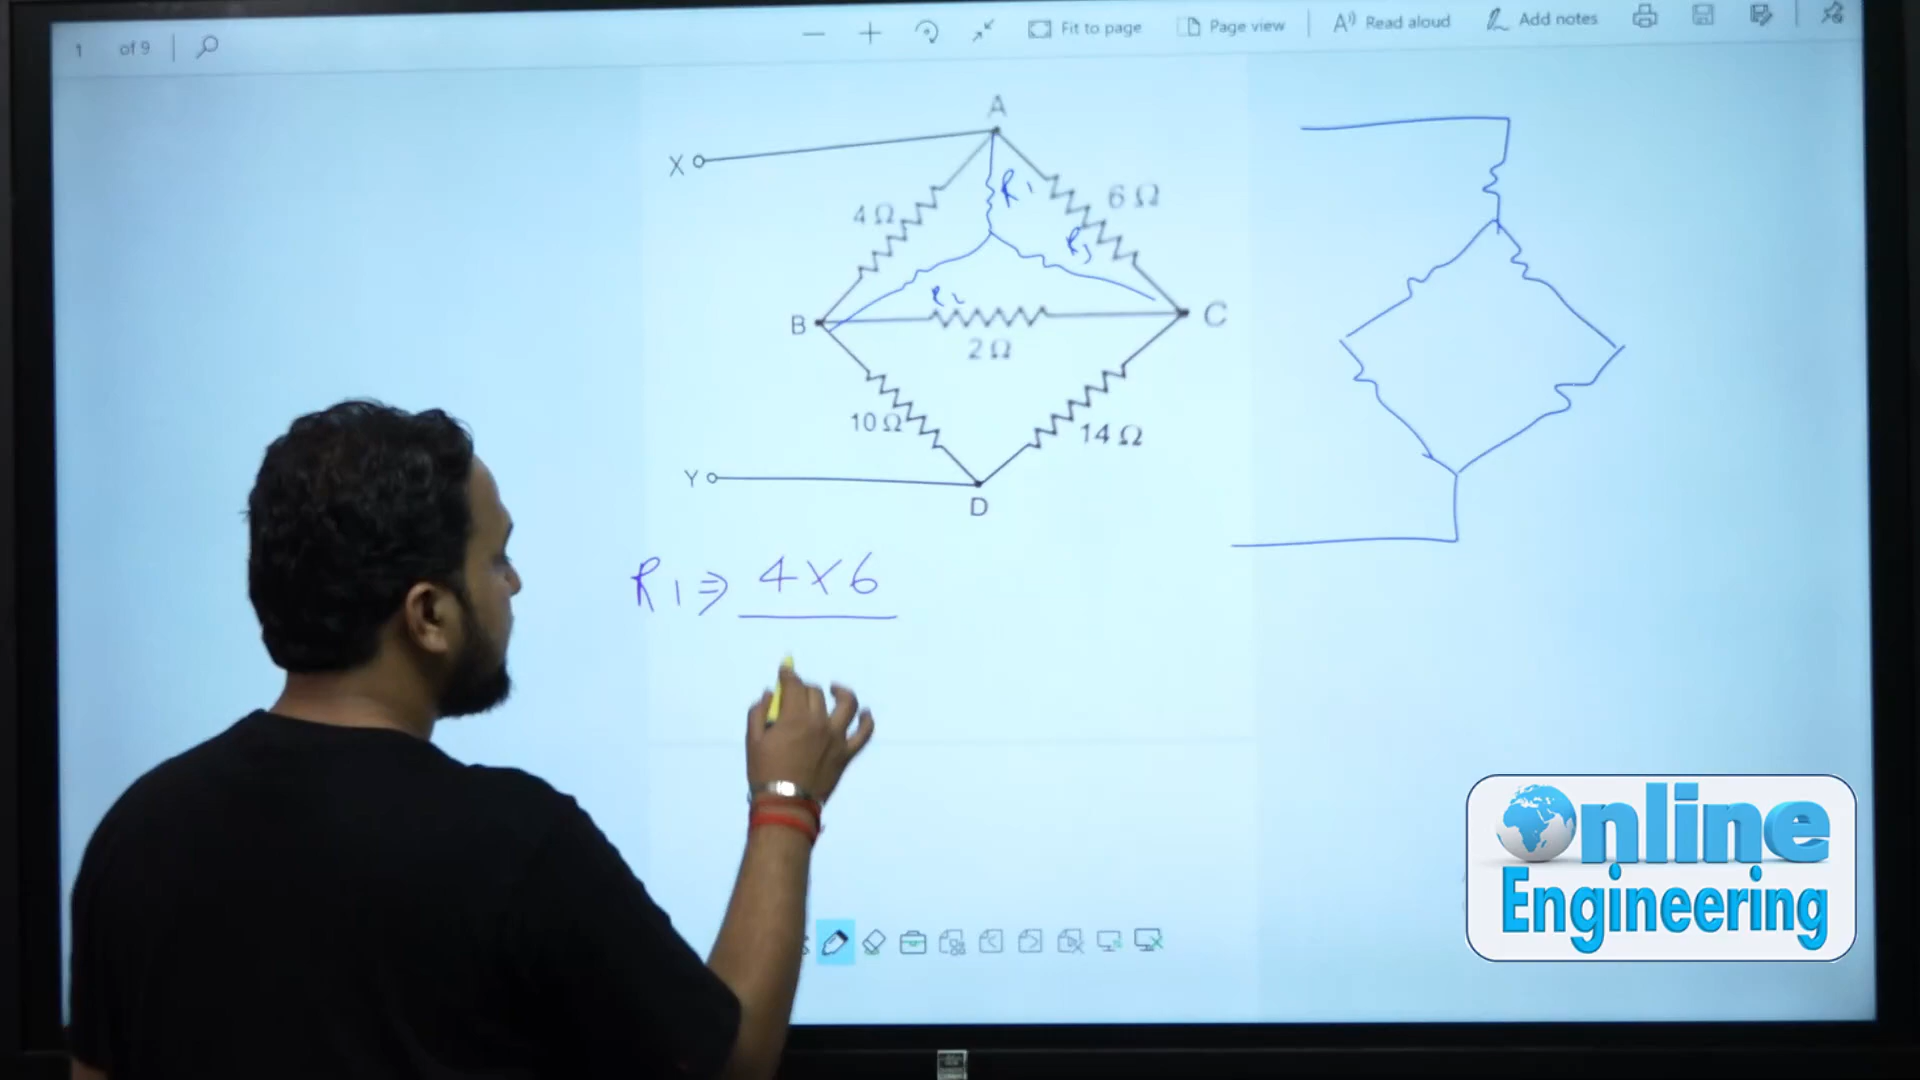 1 of 9
Fit to page
Page view
Read aloud
Add notes
A
X
R1
6 Ω
4 Ω
R3
R2
B
C
2 Ω
10 Ω
14 Ω
Y
D
R1 ⇒ 4 × 6
Online
Engineering